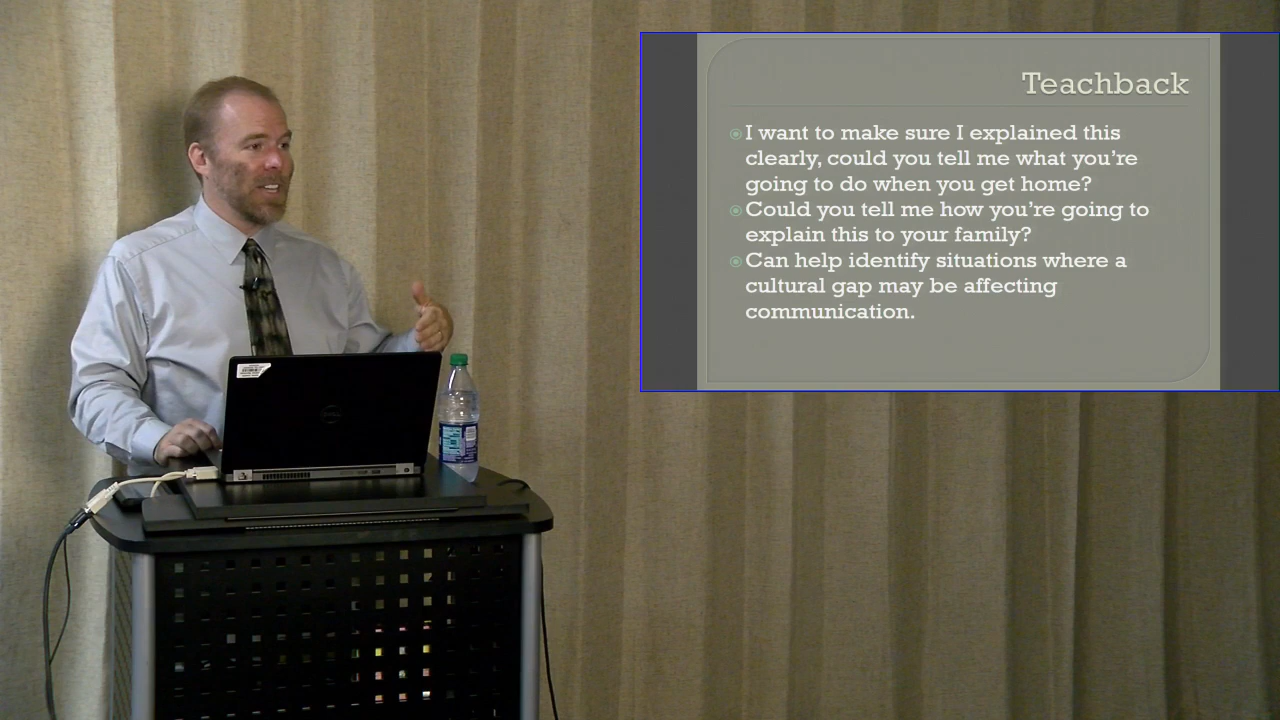 Teachback
I want to make sure I explained this
clearly, could you tell me what you're
going to do when you get home?
Could you tell me how you're going to
explain this to your family?
Can help identify situations where a
cultural gap may be affecting
communication.